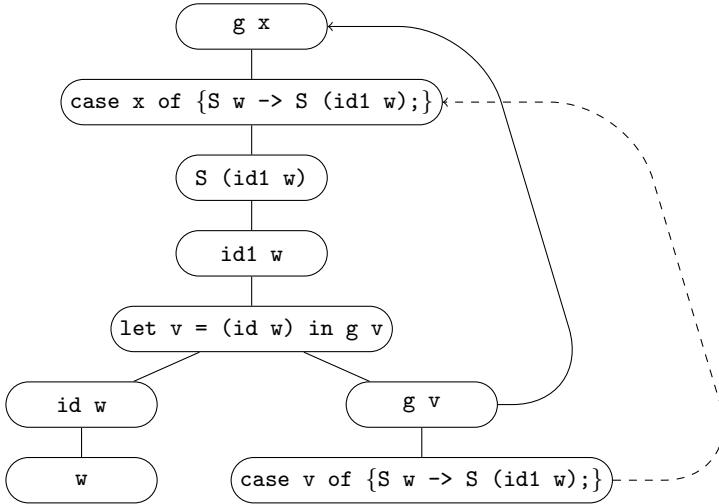 g x
case x of {S w -> S (id1 w);}
S (id1 w)
id1 w
let v = (id w) in g v
id w
g v
w
case v of {S w -> S (id1 w);}